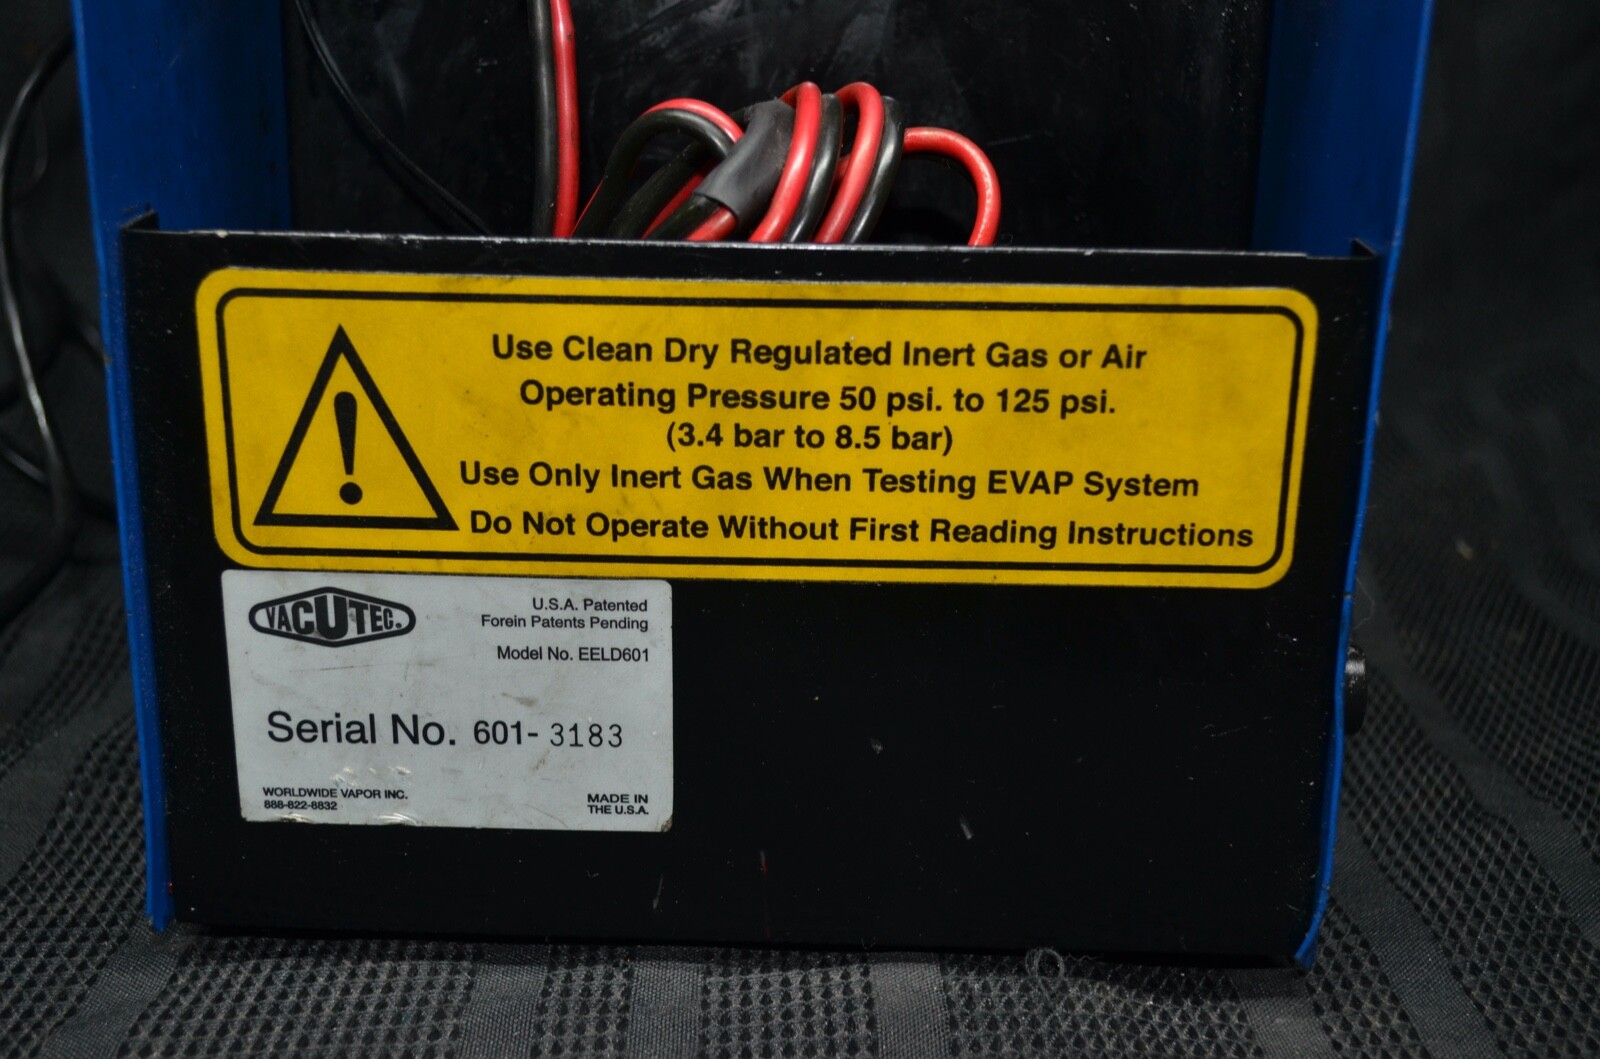 Use Clean Dry Regulated Inert Gas or Air
Operating Pressure 50 psi. to 125 psi.
(3.4 bar to 8.5 bar)
Use Only Inert Gas When Testing EVAP System
Do Not Operate Without First Reading Instructions
VACUTEC.
U.S.A. Patented
Forein Patents Pending
Model No. EELD601
Serial No. 601-3183
WORLDWIDE VAPOR INC.
888-822-8832
MADE IN
THE U.S.A.